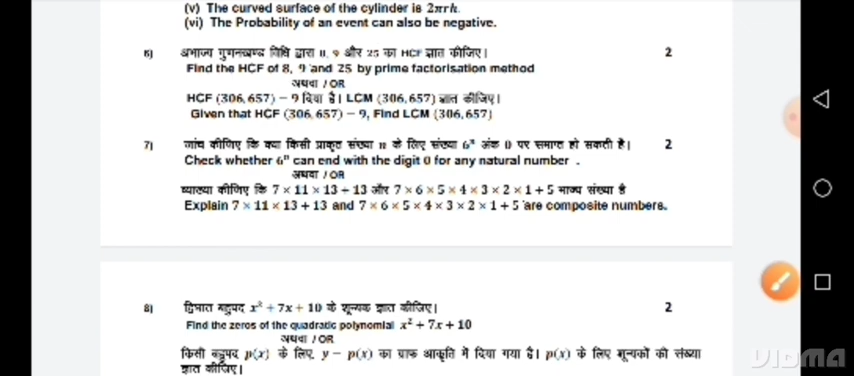 (v) The curved surface of the cylinder is 2πrh.
(vi) The Probability of an event can also be negative.
6) अभाज्य गुणनखण्ड विधि द्वारा 8, 9 और 25 का HCF ज्ञात कीजिए। 2
Find the HCF of 8, 9 and 25 by prime factorisation method
अथवा / OR
HCF (306, 657) = 9 दिया है। LCM (306, 657) ज्ञात कीजिए।
Given that HCF (306, 657) = 9, Find LCM (306, 657)
7) जांच कीजिए कि क्या किसी प्राकृत संख्या n के लिए संख्या 6ⁿ अंक 0 पर समाप्त हो सकती है। 2
Check whether 6ⁿ can end with the digit 0 for any natural number .
अथवा / OR
व्याख्या कीजिए कि 7 × 11 × 13 + 13 और 7 × 6 × 5 × 4 × 3 × 2 × 1 + 5 भाज्य संख्या है
Explain 7 × 11 × 13 + 13 and 7 × 6 × 5 × 4 × 3 × 2 × 1 + 5 are composite numbers.
8) द्विघात बहुपद x² + 7x + 10 के शून्यक ज्ञात कीजिए। 2
Find the zeros of the quadratic polynomial x² + 7x + 10
अथवा / OR
किसी बहुपद p(x) के लिए, y = p(x) का ग्राफ आकृति में दिया गया है। p(x) के लिए शून्यकों की संख्या
ज्ञात कीजिए।
VIDMA